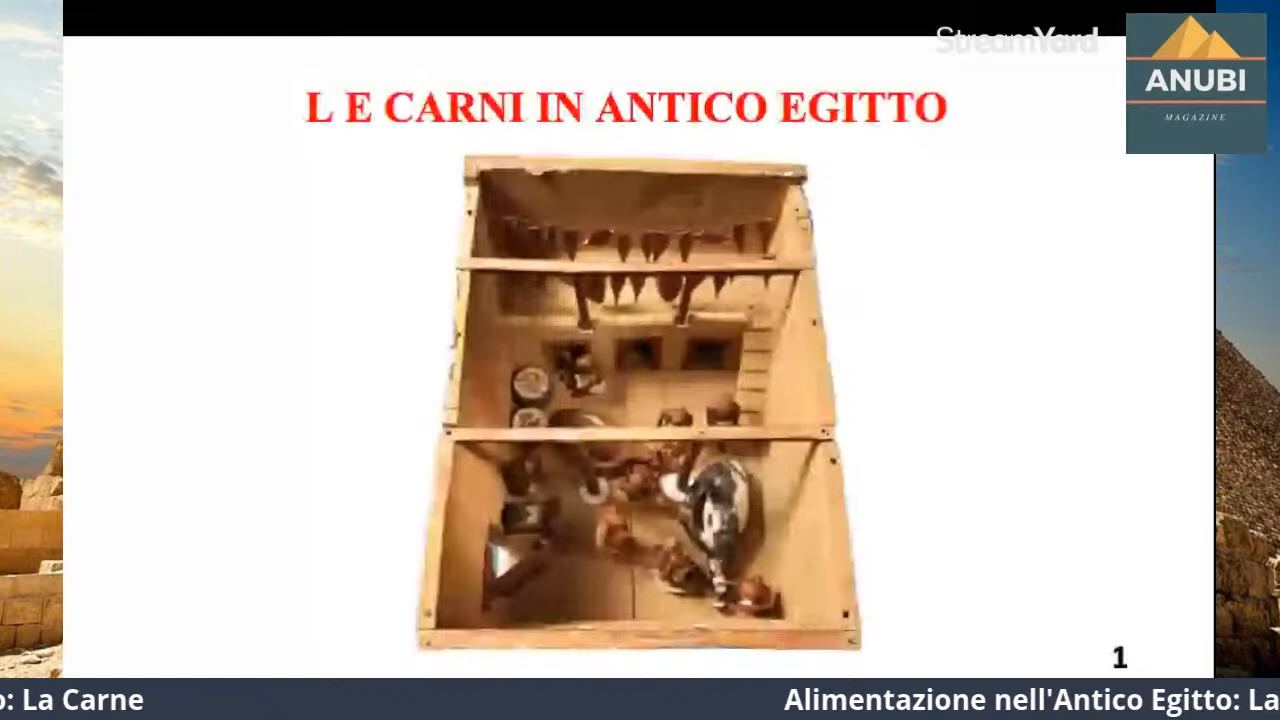 StreamYard
ANUBI
MAGAZINE
L E CARNI IN ANTICO EGITTO
1
o: La Carne
Alimentazione nell'Antico Egitto: La